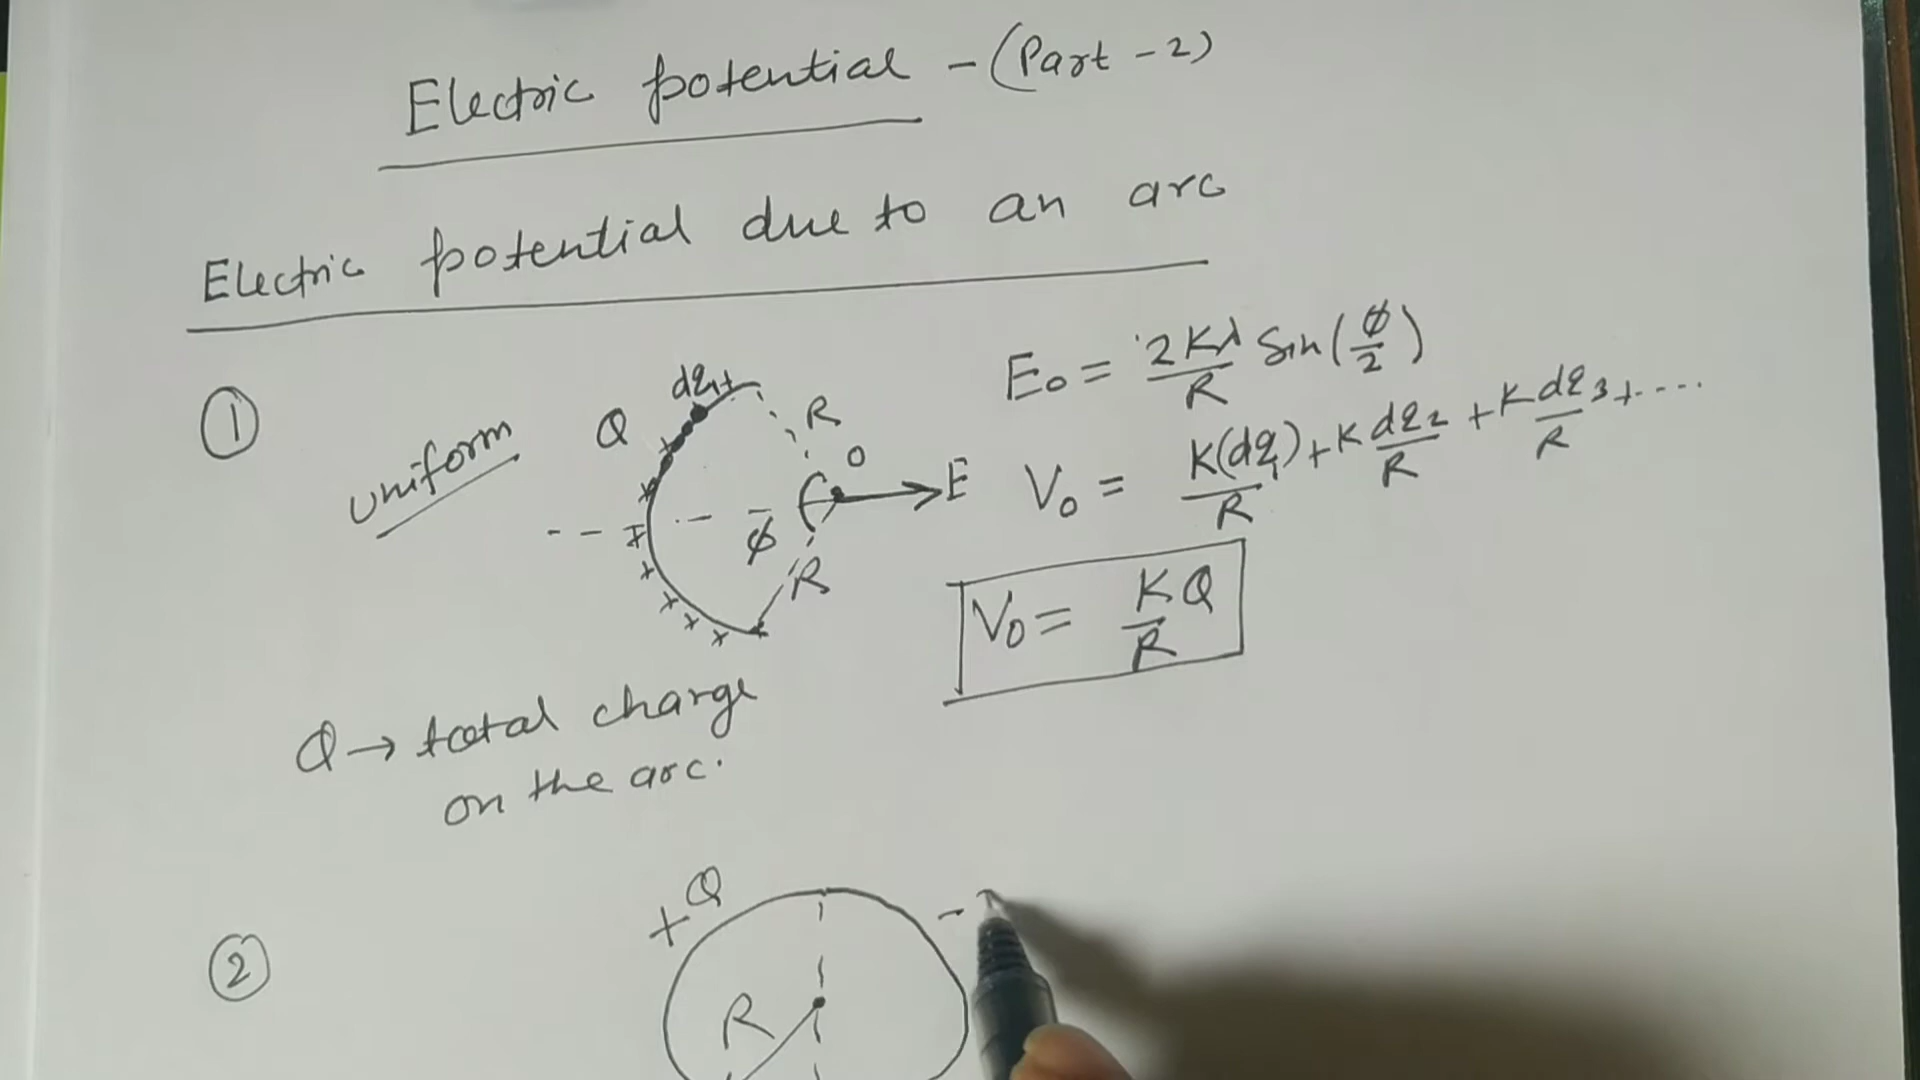 Electric potential - (Part - 2)
Electric potential due to an arc
①
uniform
Q
dq₁
R
O
E
ϕ
R
E₀ = 2Kλ/R Sin(ϕ/2)
V₀ = K(dq₁)/R + K dq₂/R + K dq₃/R + ....
V₀ = KQ/R
Q → total charge
on the arc.
②
+Q
-
R